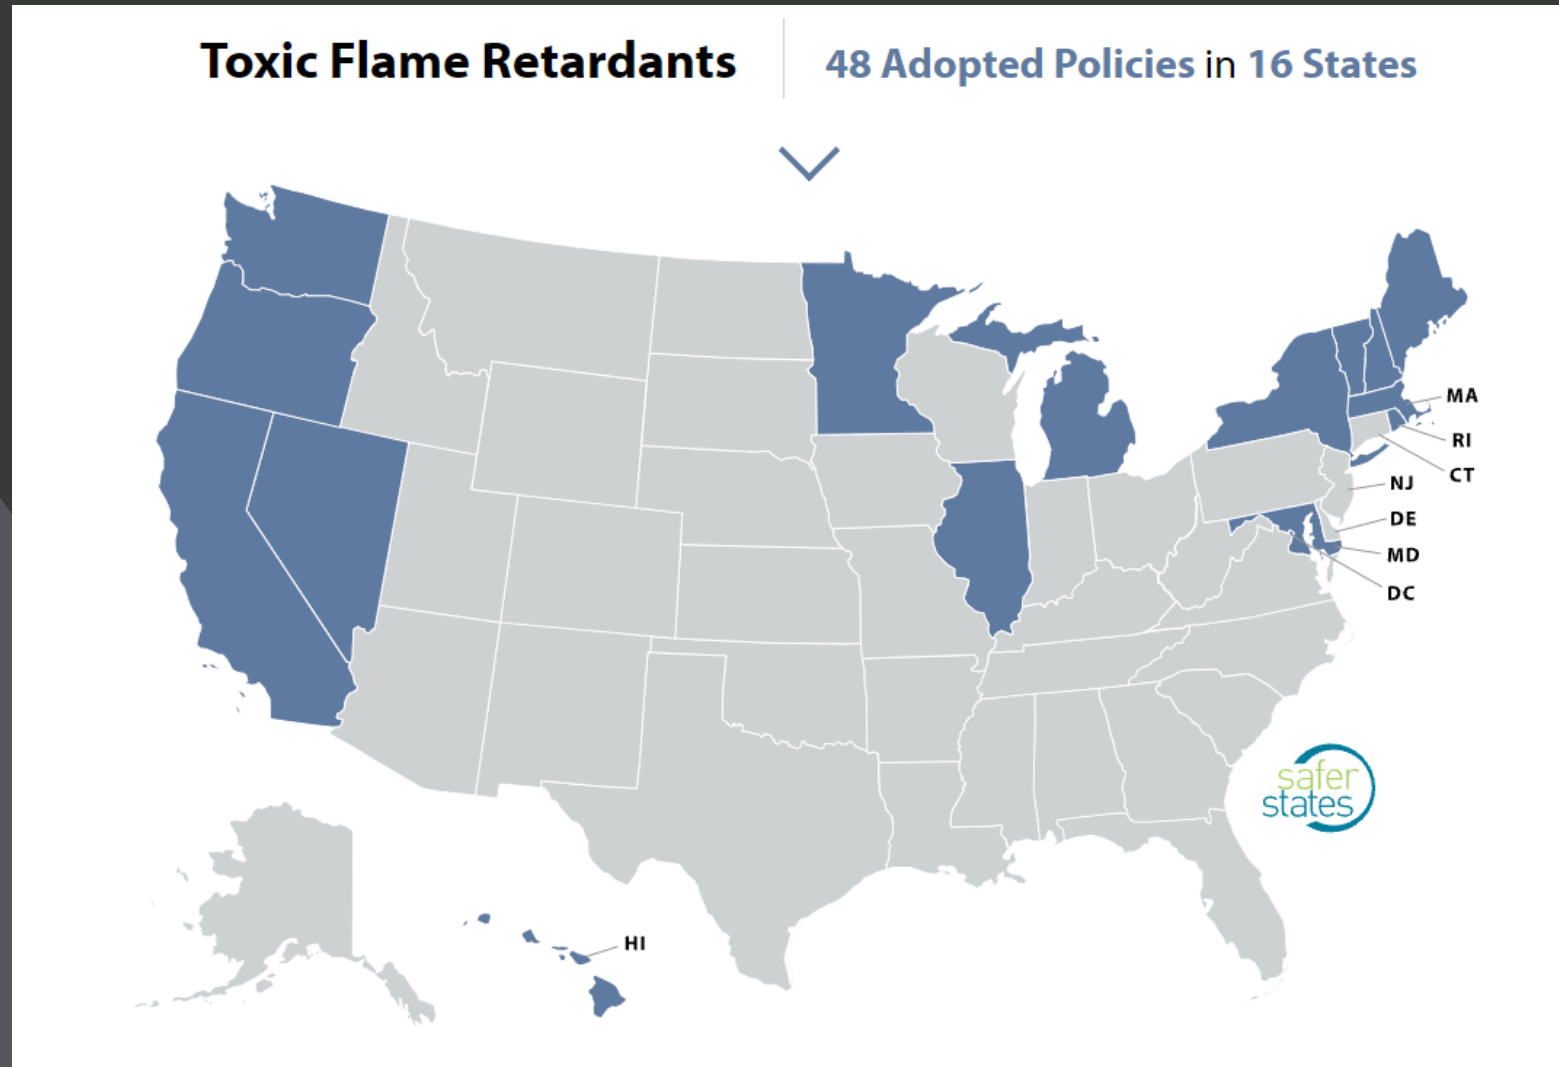 Toxic Flame Retardants
48 Adopted Policies in 16 States
MA
RI
CT
NJ
DE
MD
DC
safer
states
HI